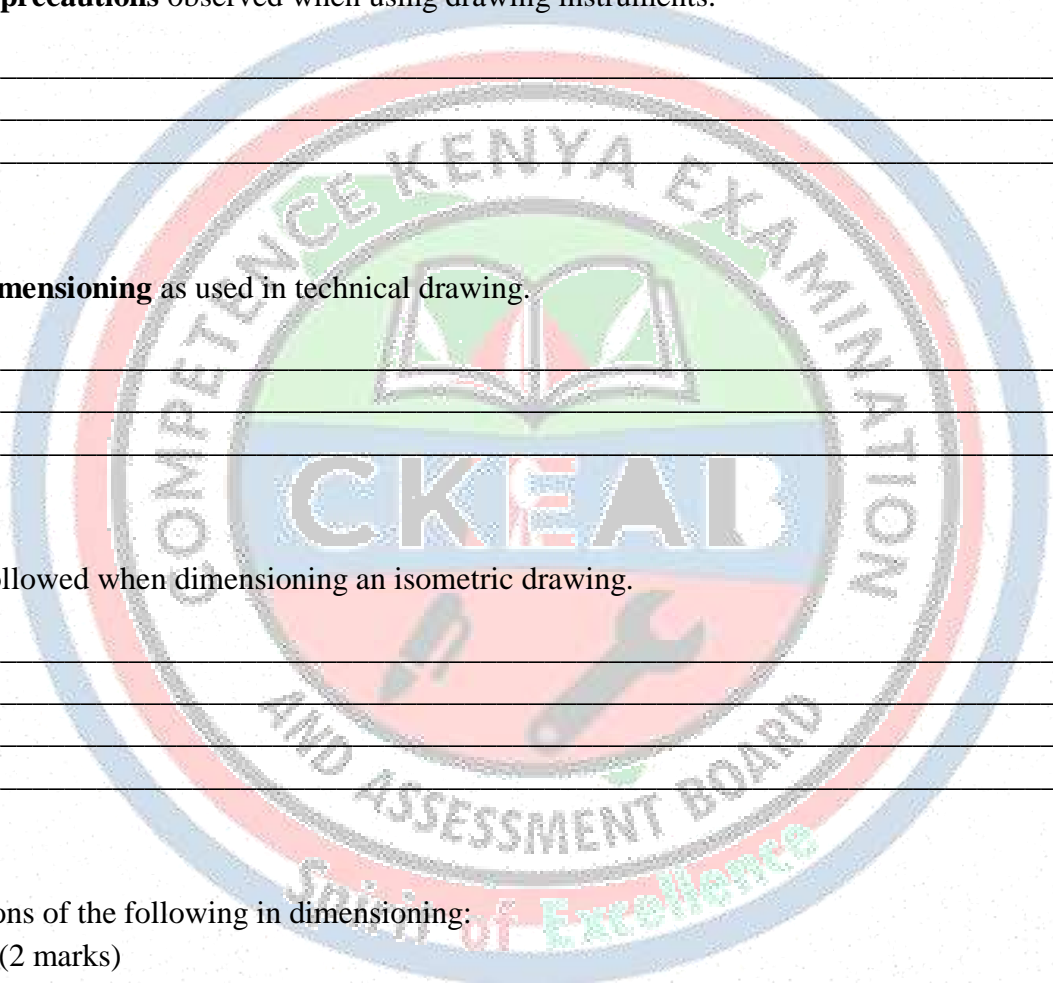 precautions observed when using drawing instruments.
COMPETENCE KENYA EXAMINATION
mensioning as used in technical drawing.
CKEAB
ollowed when dimensioning an isometric drawing.
AND ASSESSMENT BOARD
Spirit of Excellence
ons of the following in dimensioning:
(2 marks)